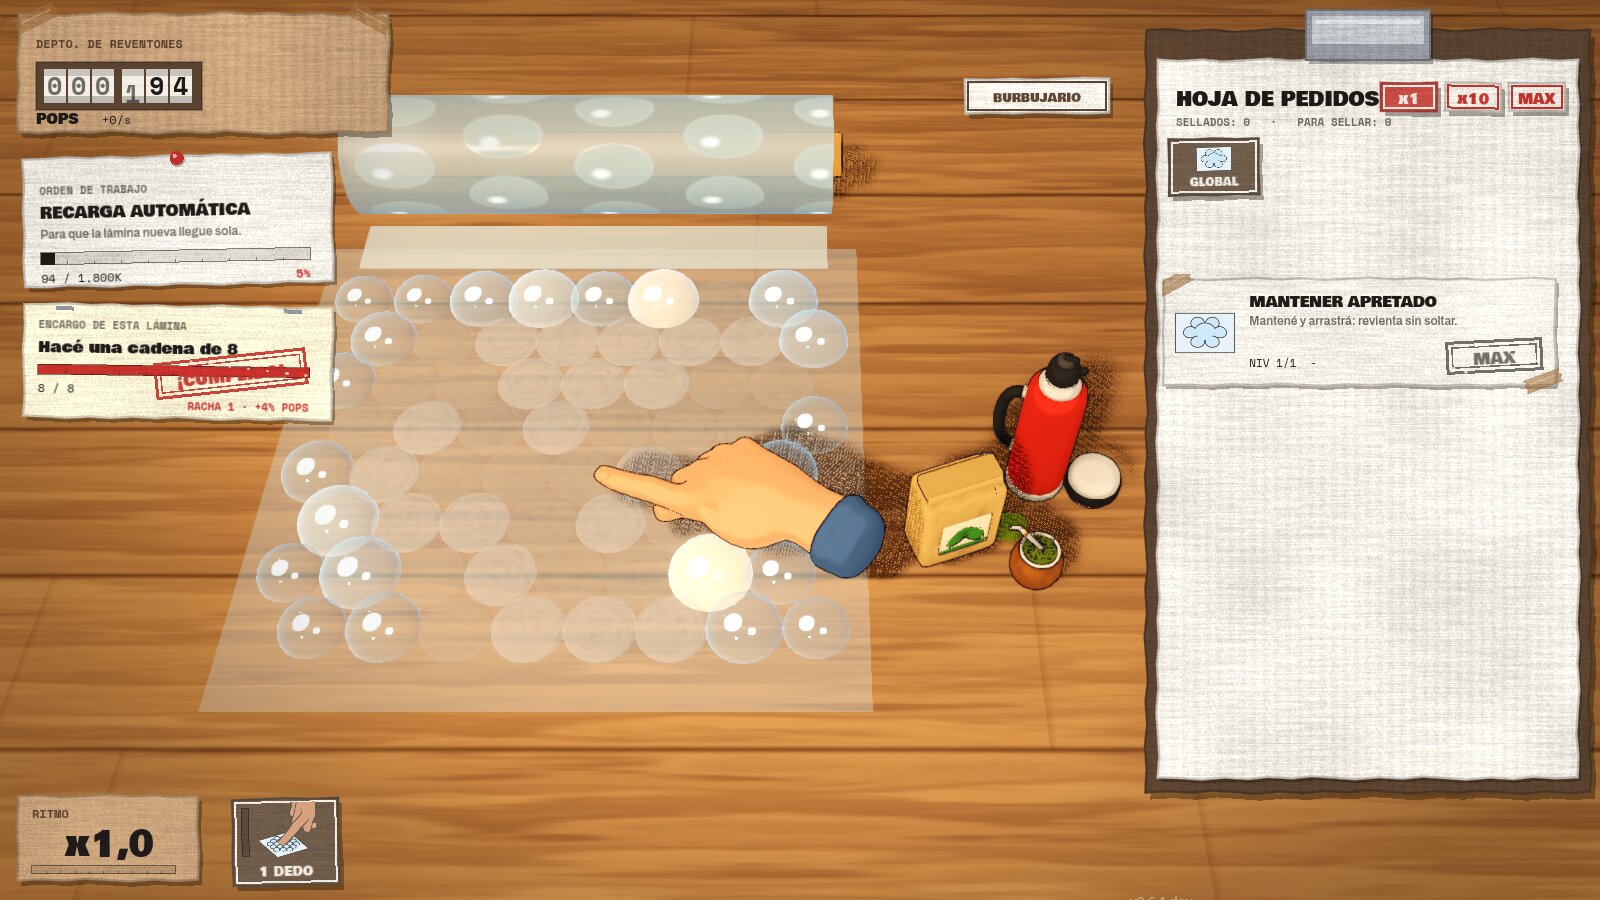 DEPTO. DE REVENTONES
000194
POPS +0/s
ORDEN DE TRABAJO
RECARGA AUTOMÁTICA
Para que la lámina nueva llegue sola.
94 / 1.800K
5%
ENCARGO DE ESTA LÁMINA
Hacé una cadena de 8
8 / 8
RACHA 1 · +4% POPS
BURBUJARIO
HOJA DE PEDIDOS
x1
x10
MAX
SELLADOS: 0 · PARA SELLAR: 0
GLOBAL
MANTENER APRETADO
Mantené y arrastrá: revienta sin soltar.
NIV 1/1 -
MAX
RITMO
x1,0
1 DEDO